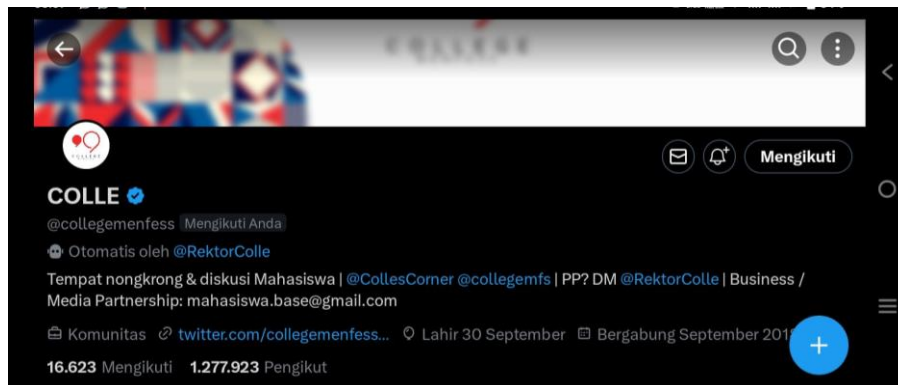 COLLEGE
Mengikuti
COLLE
@collegemenfess Mengikuti Anda
Otomatis oleh @RektorColle
Tempat nongkrong & diskusi Mahasiswa | @CollesCorner @collegemfs | PP? DM @RektorColle | Business /
Media Partnership: mahasiswa.base@gmail.com
Komunitas twitter.com/collegemenfess... Lahir 30 September Bergabung September 201
16.623 Mengikuti 1.277.923 Pengikut